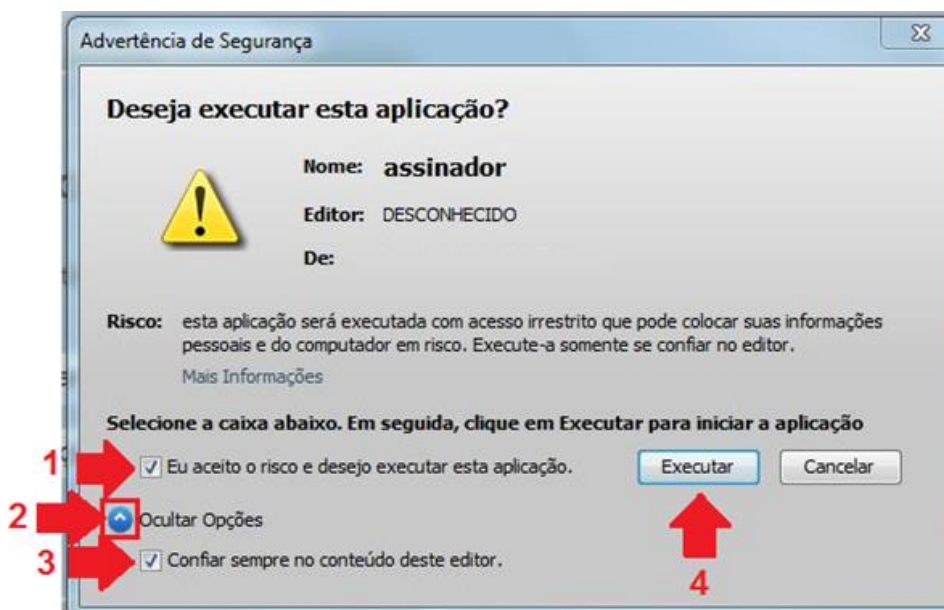 Advertência de Segurança
Deseja executar esta aplicação?
Nome: assinador
Editor: DESCONHECIDO
De:
Risco: esta aplicação será executada com acesso irrestrito que pode colocar suas informações
pessoais e do computador em risco. Execute-a somente se confiar no editor.
Mais Informações
Selecione a caixa abaixo. Em seguida, clique em Executar para iniciar a aplicação
1 Eu aceito o risco e desejo executar esta aplicação. Executar Cancelar
2 Ocultar Opções
3 Confiar sempre no conteúdo deste editor.
4